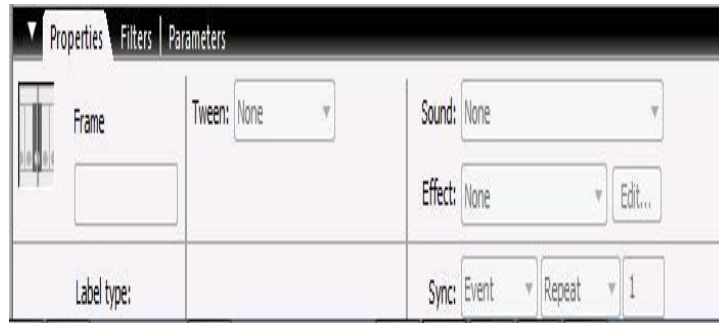 Properties Filters | Parameters
Frame Tween: None Sound: None
Effect: None Edit...
Label type: Sync: Event Repeat 1